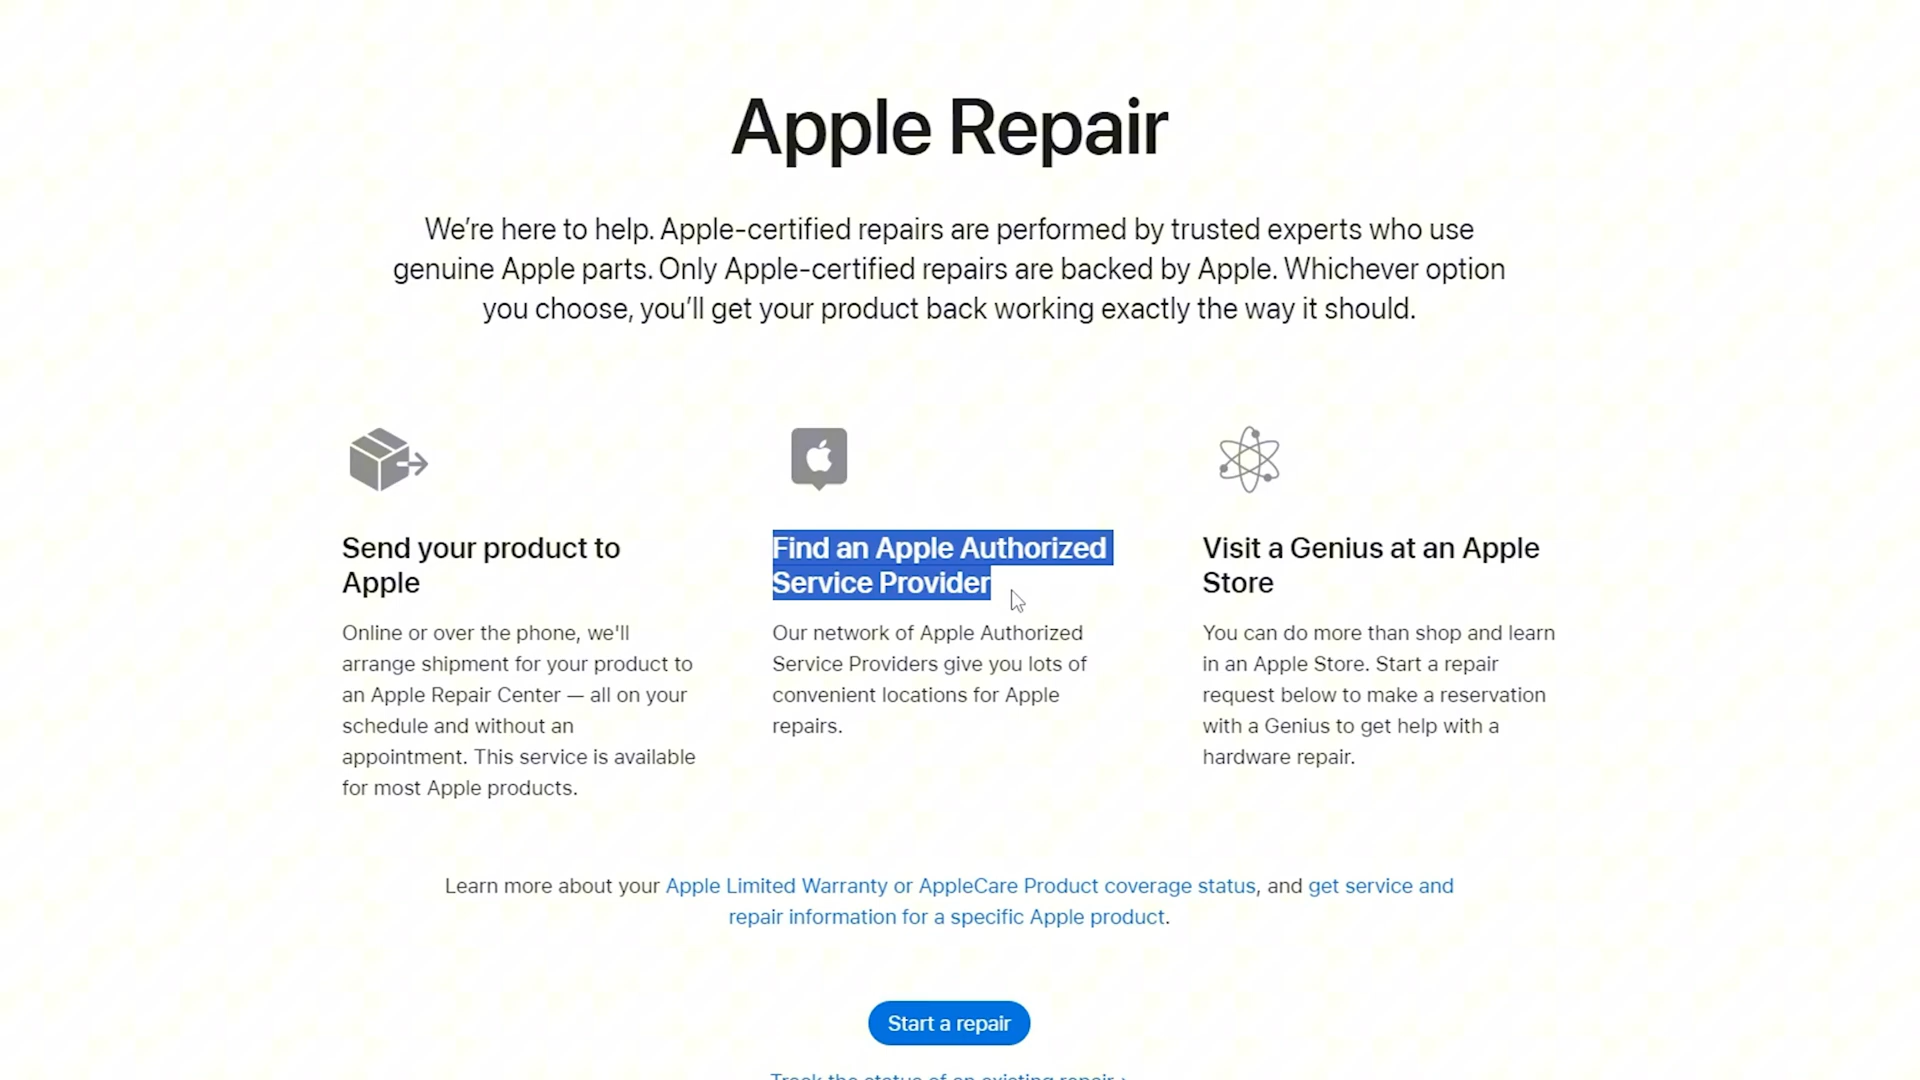 Apple Repair
We’re here to help. Apple-certified repairs are performed by trusted experts who use
genuine Apple parts. Only Apple-certified repairs are backed by Apple. Whichever option
you choose, you’ll get your product back working exactly the way it should.
Send your product to
Apple
Online or over the phone, we'll
arrange shipment for your product to
an Apple Repair Center — all on your
schedule and without an
appointment. This service is available
for most Apple products.
Find an Apple Authorized
Service Provider
Our network of Apple Authorized
Service Providers give you lots of
convenient locations for Apple
repairs.
Visit a Genius at an Apple
Store
You can do more than shop and learn
in an Apple Store. Start a repair
request below to make a reservation
with a Genius to get help with a
hardware repair.
Learn more about your Apple Limited Warranty or AppleCare Product coverage status, and get service and
repair information for a specific Apple product.
Start a repair
Track the status of an existing repair ›